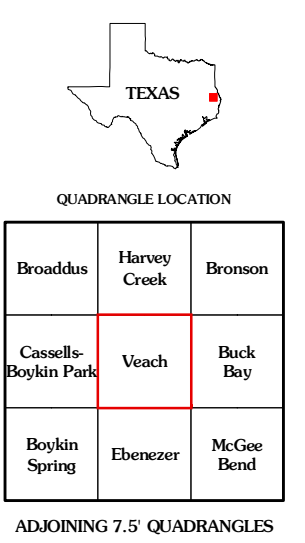 TEXAS
QUADRANGLE LOCATION
Broaddus
Harvey
Creek
Bronson
Cassells-
Boykin Park
Veach
Buck
Bay
Boykin
Spring
Ebenezer
McGee
Bend
ADJOINING 7.5' QUADRANGLES